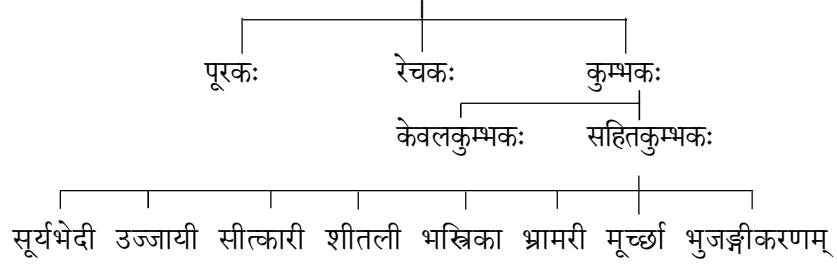 पूरकः रेचकः कुम्भकः
केवलकुम्भकः सहितकुम्भकः
सूर्यभेदी उज्जायी सीत्कारी शीतली भस्त्रिका भ्रामरी मूर्च्छा भुजङ्गीकरणम्